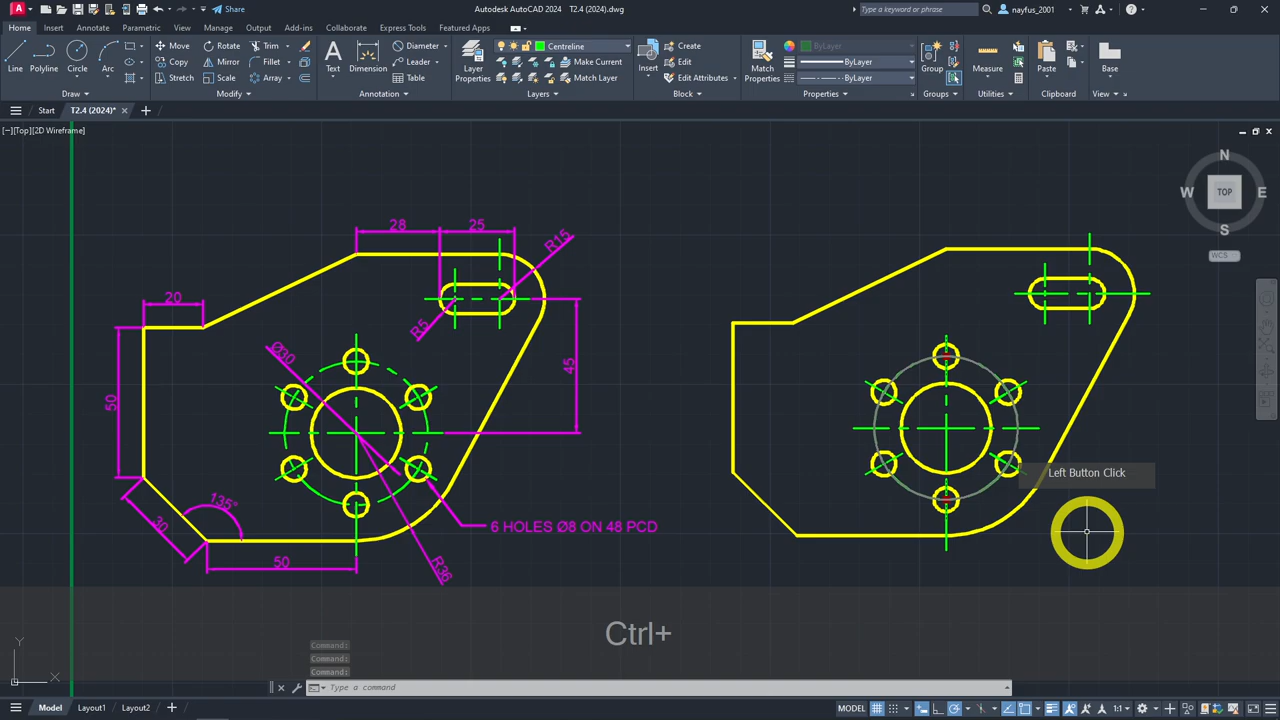 Share
Autodesk AutoCAD 2024
T2.4 (2024).dwg
Type a keyword or phrase
nayfus_2001
Home
Insert
Annotate
Parametric
View
Manage
Output
Add-ins
Collaborate
Express Tools
Featured Apps
Line
Polyline
Circle
Arc
Move
Rotate
Trim
Copy
Mirror
Fillet
Stretch
Scale
Array
Text
Dimension
Diameter
Leader
Table
Layer
Properties
Centreline
Make Current
Match Layer
Insert
Create
Edit
Edit Attributes
Match
Properties
ByLayer
ByLayer
ByLayer
Group
Measure
Paste
Base
Draw
Modify
Annotation
Layers
Block
Properties
Groups
Utilities
Clipboard
View
Start
T2.4 (2024)*
[−][Top][2D Wireframe]
N
W
TOP
E
S
WCS
28
25
R15
20
R5
Ø30
45
50
135°
30
6 HOLES Ø8 ON 48 PCD
50
R36
Left Button Click
Ctrl+
Y
X
Command:
Command:
Command:
Type a command
Model
Layout1
Layout2
MODEL
1:1